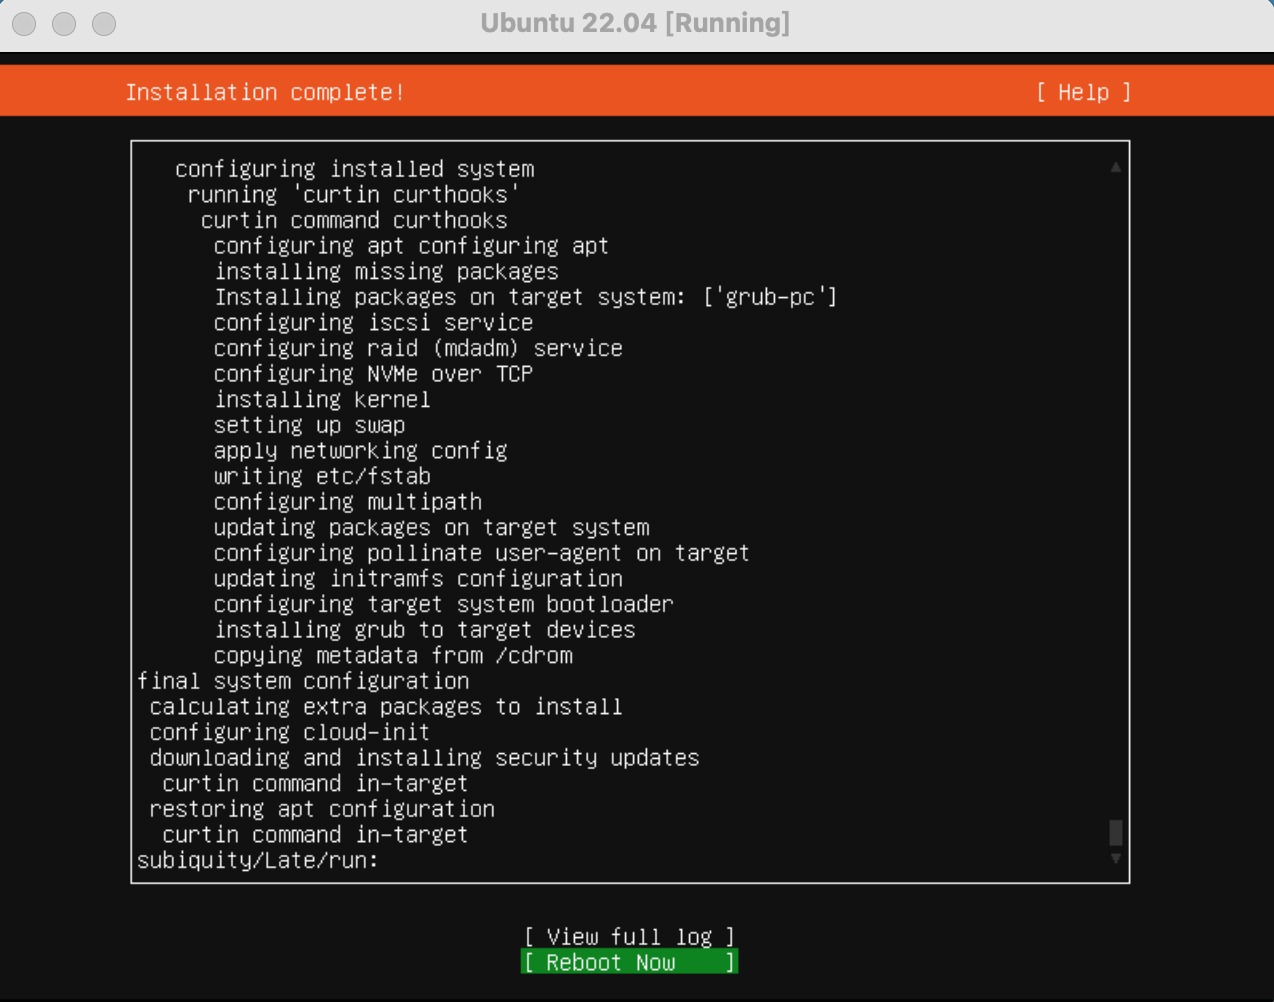 Ubuntu 22.04 [Running]
Installation complete! [ Help ]
configuring installed system
running 'curtin curthooks'
curtin command curthooks
configuring apt configuring apt
installing missing packages
Installing packages on target system: ['grub-pc']
configuring iscsi service
configuring raid (mdadm) service
configuring NVMe over TCP
installing kernel
setting up swap
apply networking config
writing etc/fstab
configuring multipath
updating packages on target system
configuring pollinate user-agent on target
updating initramfs configuration
configuring target system bootloader
installing grub to target devices
copying metadata from /cdrom
final system configuration
calculating extra packages to install
configuring cloud-init
downloading and installing security updates
curtin command in-target
restoring apt configuration
curtin command in-target
subiquity/Late/run:
[ View full log ]
[ Reboot Now ]